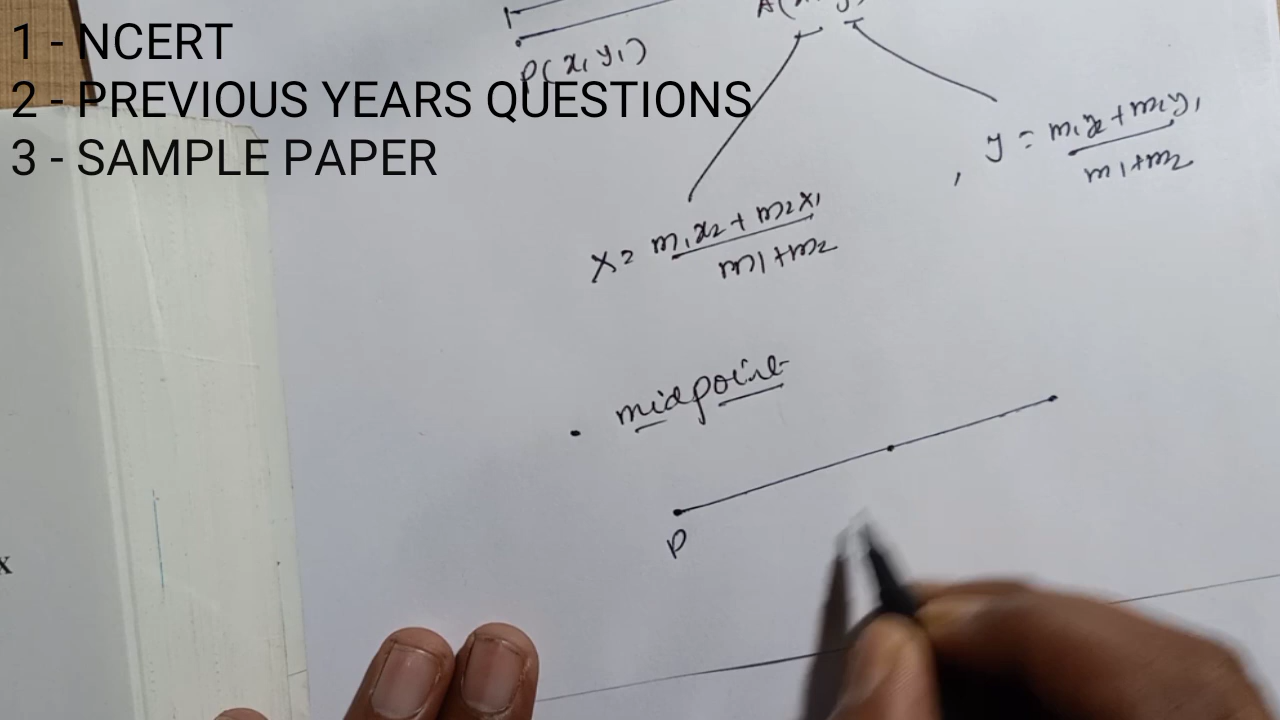 1 - NCERT
2 - PREVIOUS YEARS QUESTIONS
3 - SAMPLE PAPER
P(x₁ y₁)
x = m₁x₂ + m₂x₁
m1+m2
, y = m₁y₂ + m₂y₁
m1+m2
• midpoint
P
x